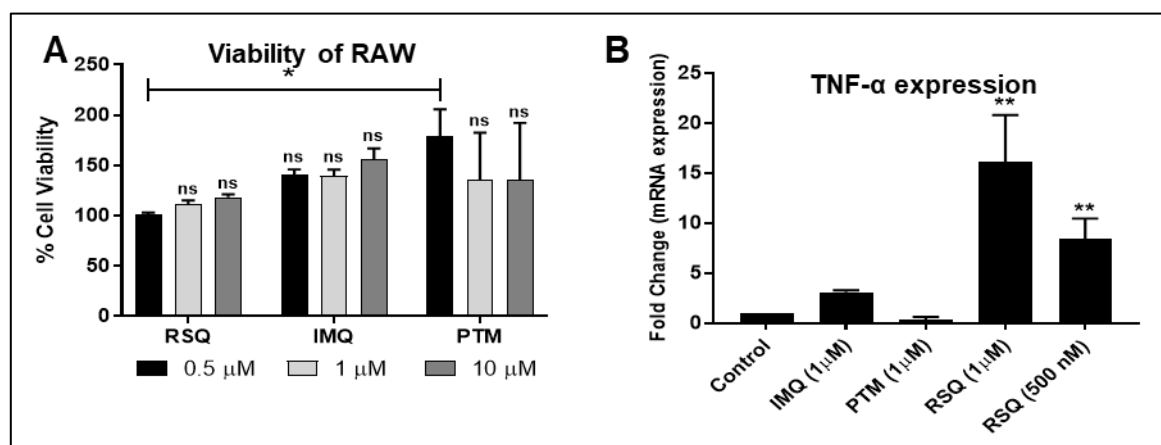 A
Viability of RAW
% Cell Viability
250
200
150
100
50
0
*
ns
ns
ns
ns
ns
ns
ns
RSQ
IMQ
PTM
0.5 μM
1 μM
10 μM
B
TNF-α expression
Fold Change (mRNA expression)
25
20
15
10
5
0
**
**
Control
IMQ (1μM)
PTM (1μM)
RSQ (1μM)
RSQ (500 nM)